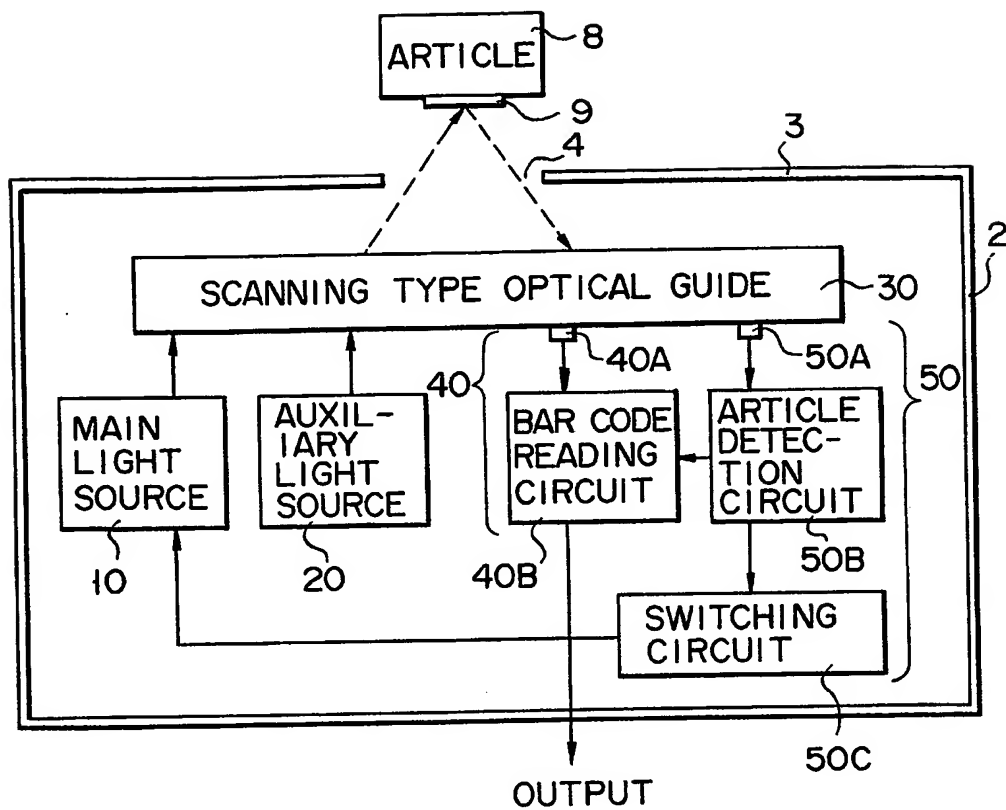 ARTICLE
8
9
4
3
2
SCANNING TYPE OPTICAL GUIDE
30
40
40A
50A
50
MAIN
LIGHT
SOURCE
10
AUXIL-
IARY
LIGHT
SOURCE
20
BAR CODE
READING
CIRCUIT
40B
ARTICLE
DETEC-
TION
CIRCUIT
50B
SWITCHING
CIRCUIT
50C
OUTPUT